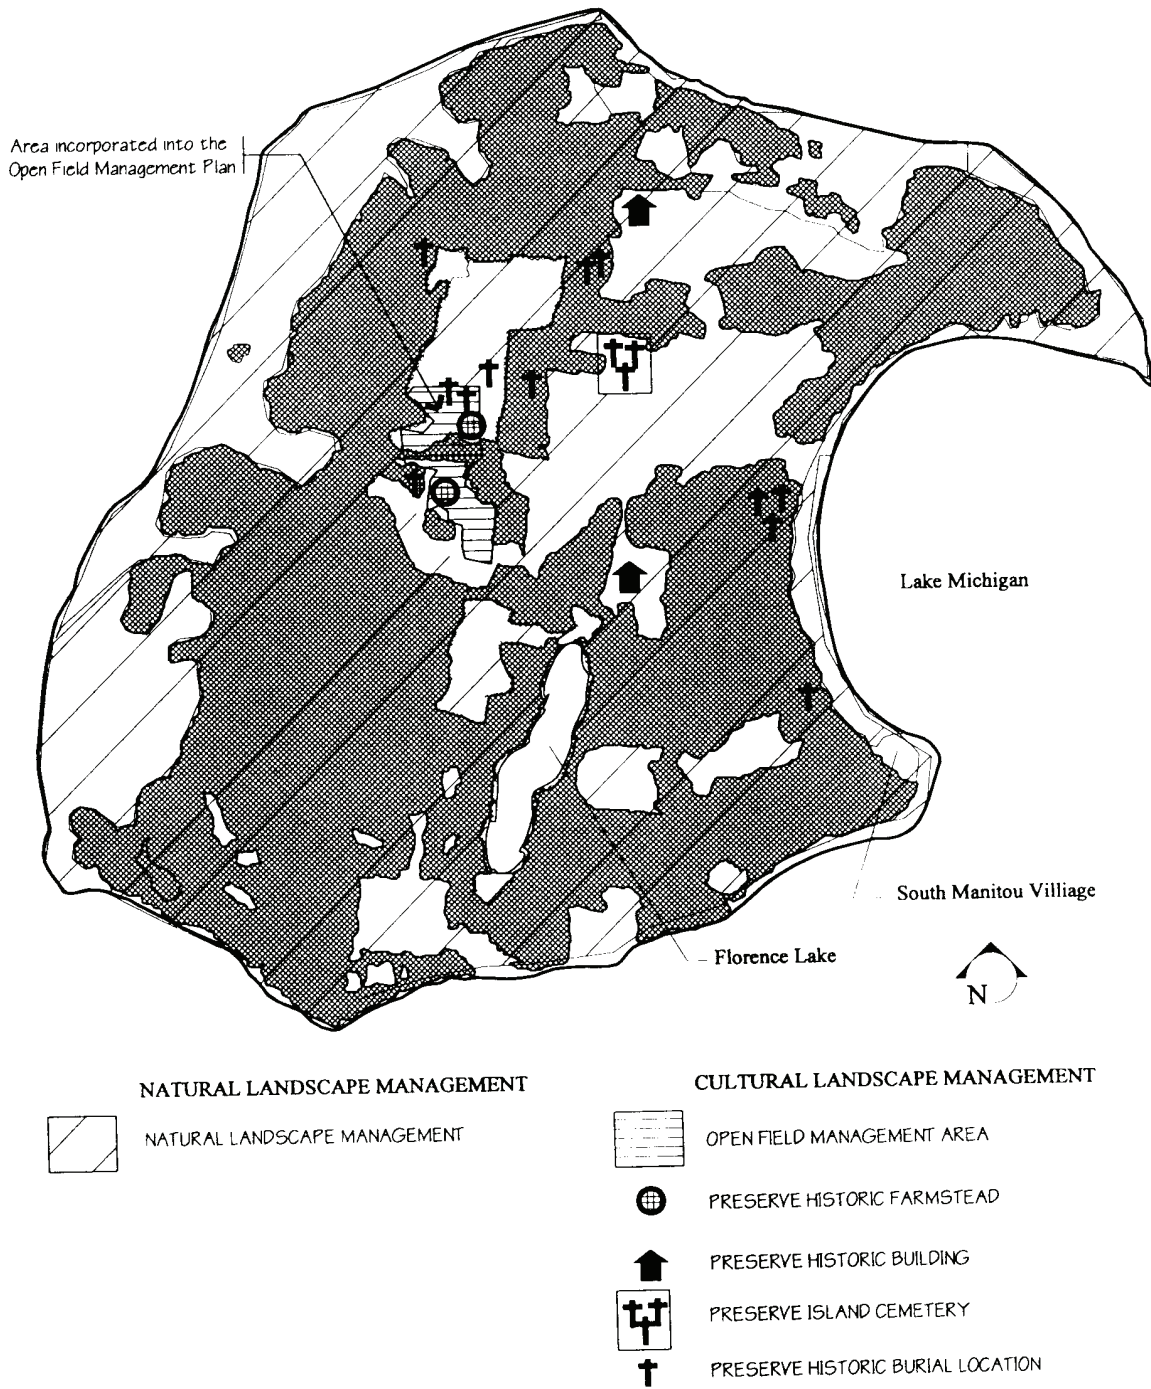 Area incorporated into the
Open Field Management Plan
Lake Michigan
South Manitou Villiage
Florence Lake
N
NATURAL LANDSCAPE MANAGEMENT
NATURAL LANDSCAPE MANAGEMENT
CULTURAL LANDSCAPE MANAGEMENT
OPEN FIELD MANAGEMENT AREA
PRESERVE HISTORIC FARMSTEAD
PRESERVE HISTORIC BUILDING
PRESERVE ISLAND CEMETERY
PRESERVE HISTORIC BURIAL LOCATION